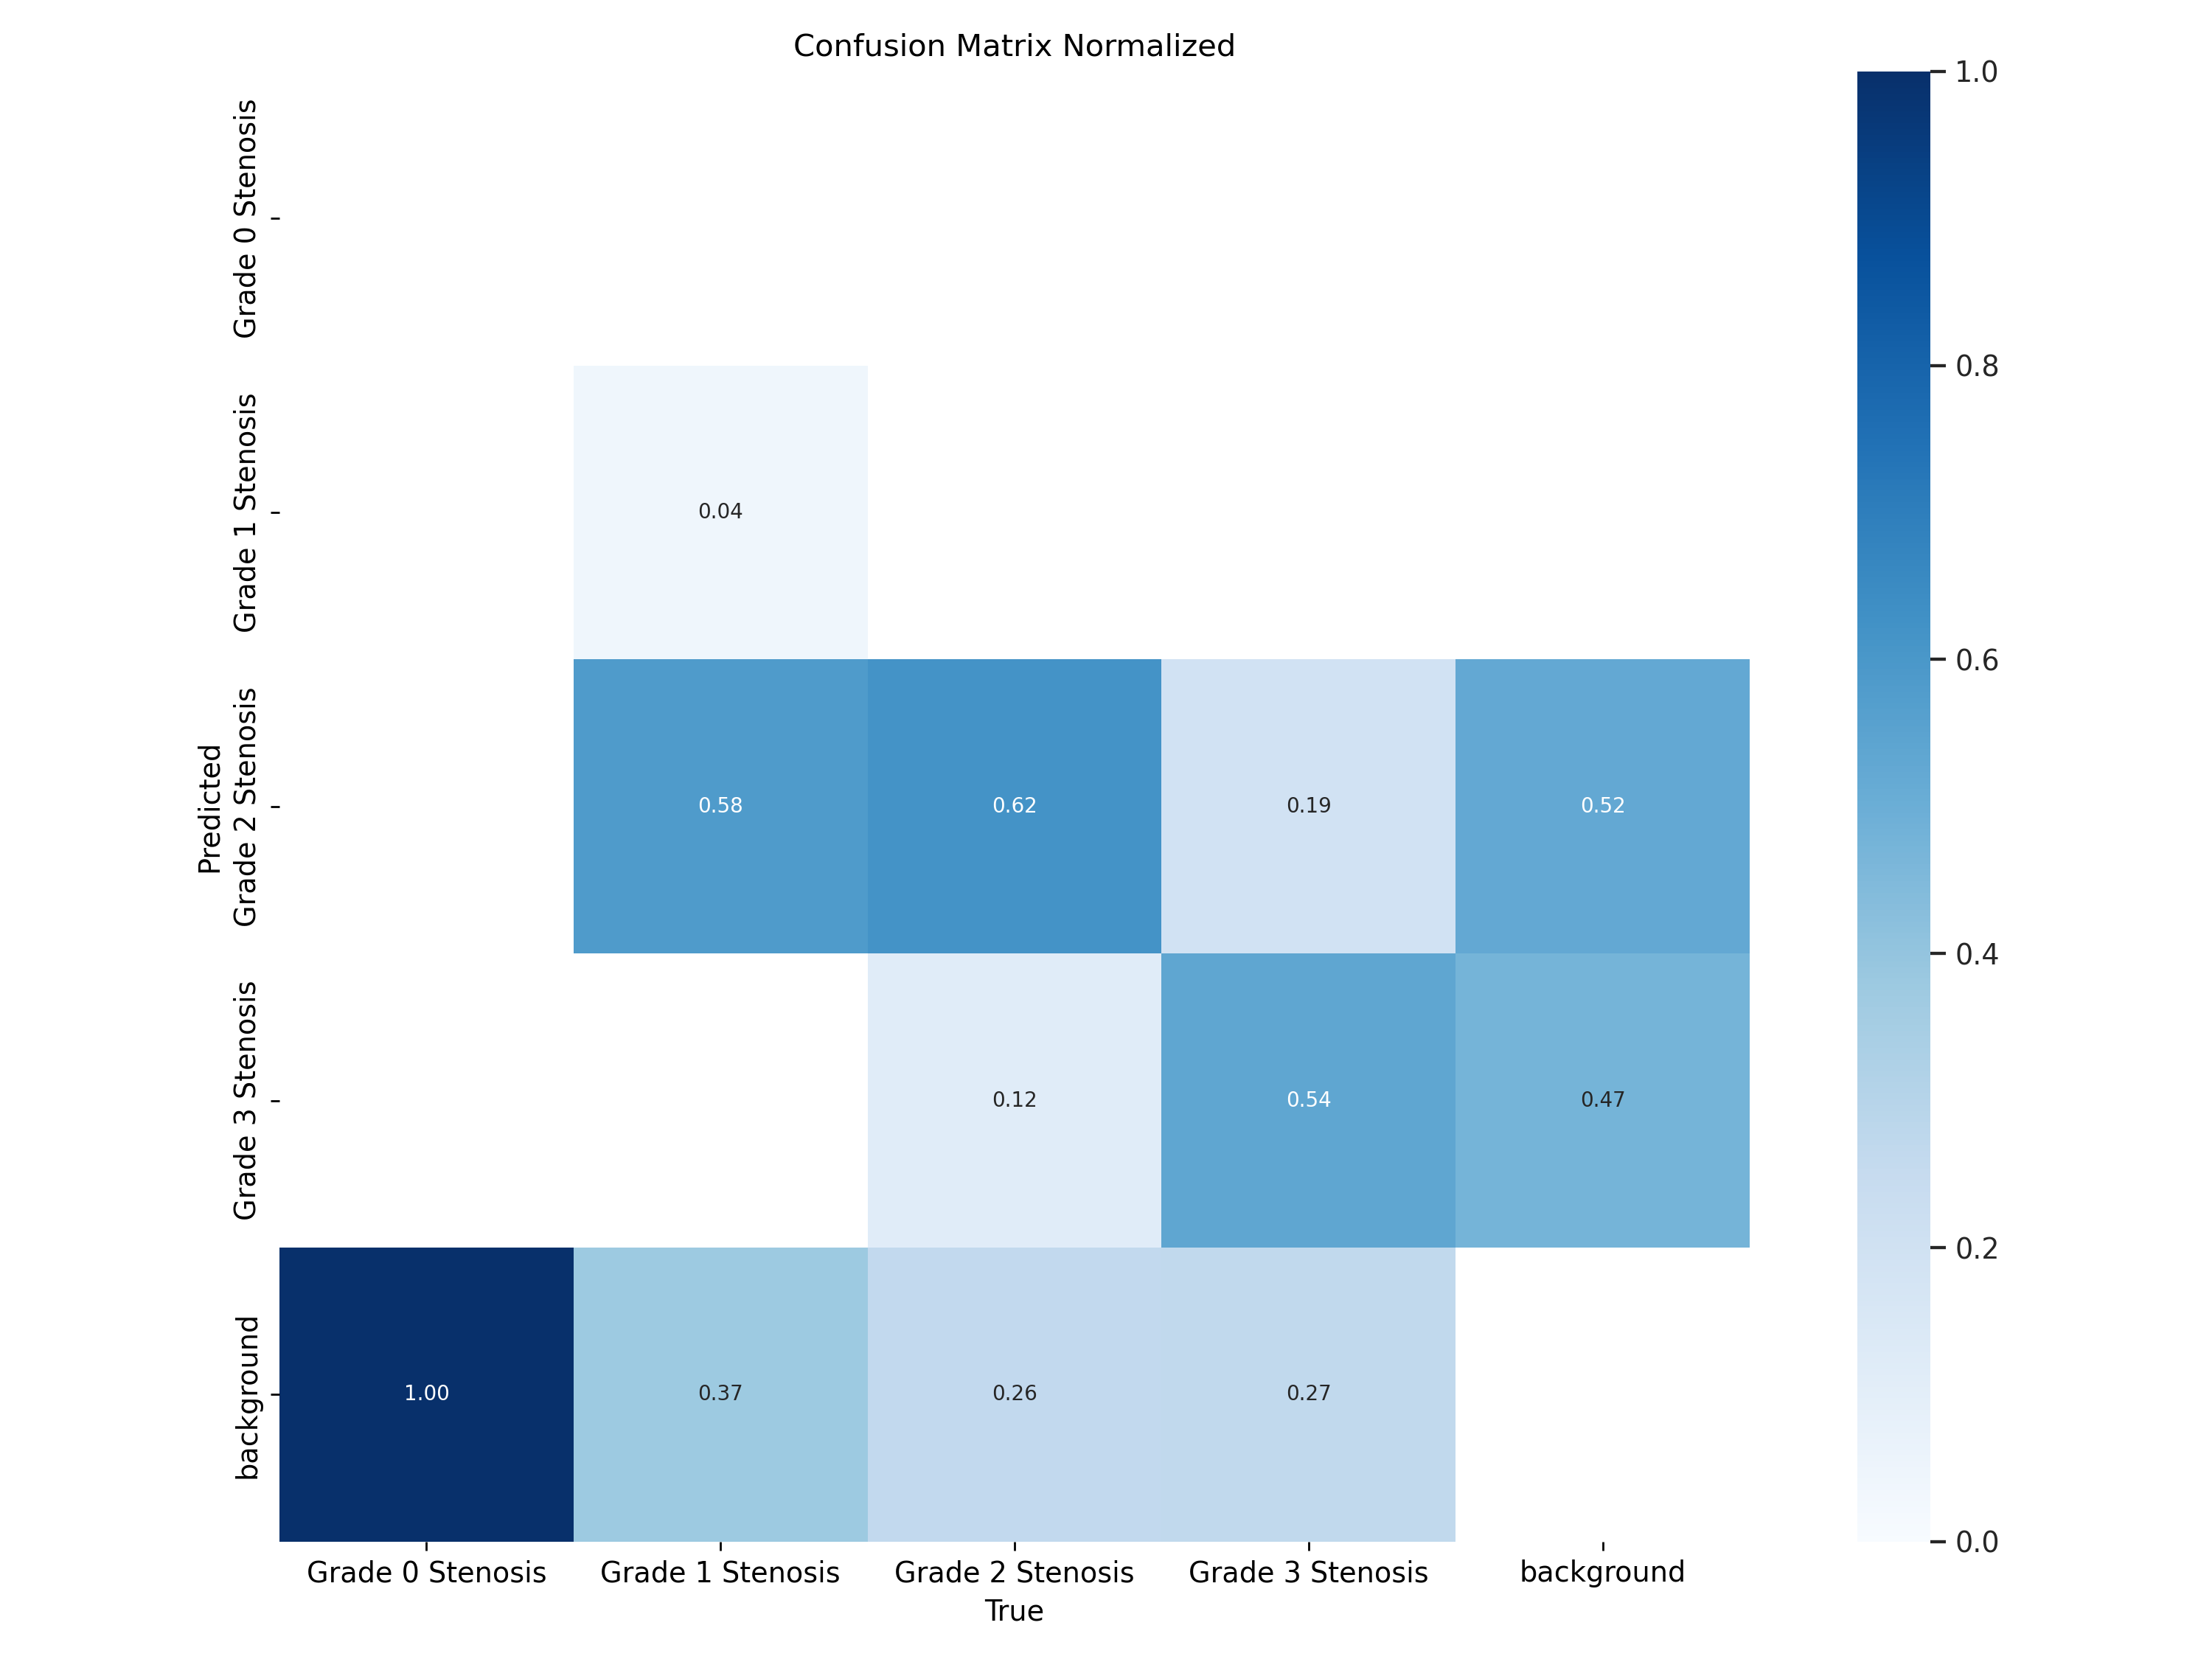 Confusion Matrix Normalized
Predicted
Grade 0 Stenosis
Grade 1 Stenosis
0.04
Grade 2 Stenosis
0.58 0.62 0.19 0.52
Grade 3 Stenosis
0.12 0.54 0.47
background
1.00 0.37 0.26 0.27
Grade 0 Stenosis Grade 1 Stenosis Grade 2 Stenosis Grade 3 Stenosis background
True
1.0
0.8
0.6
0.4
0.2
0.0